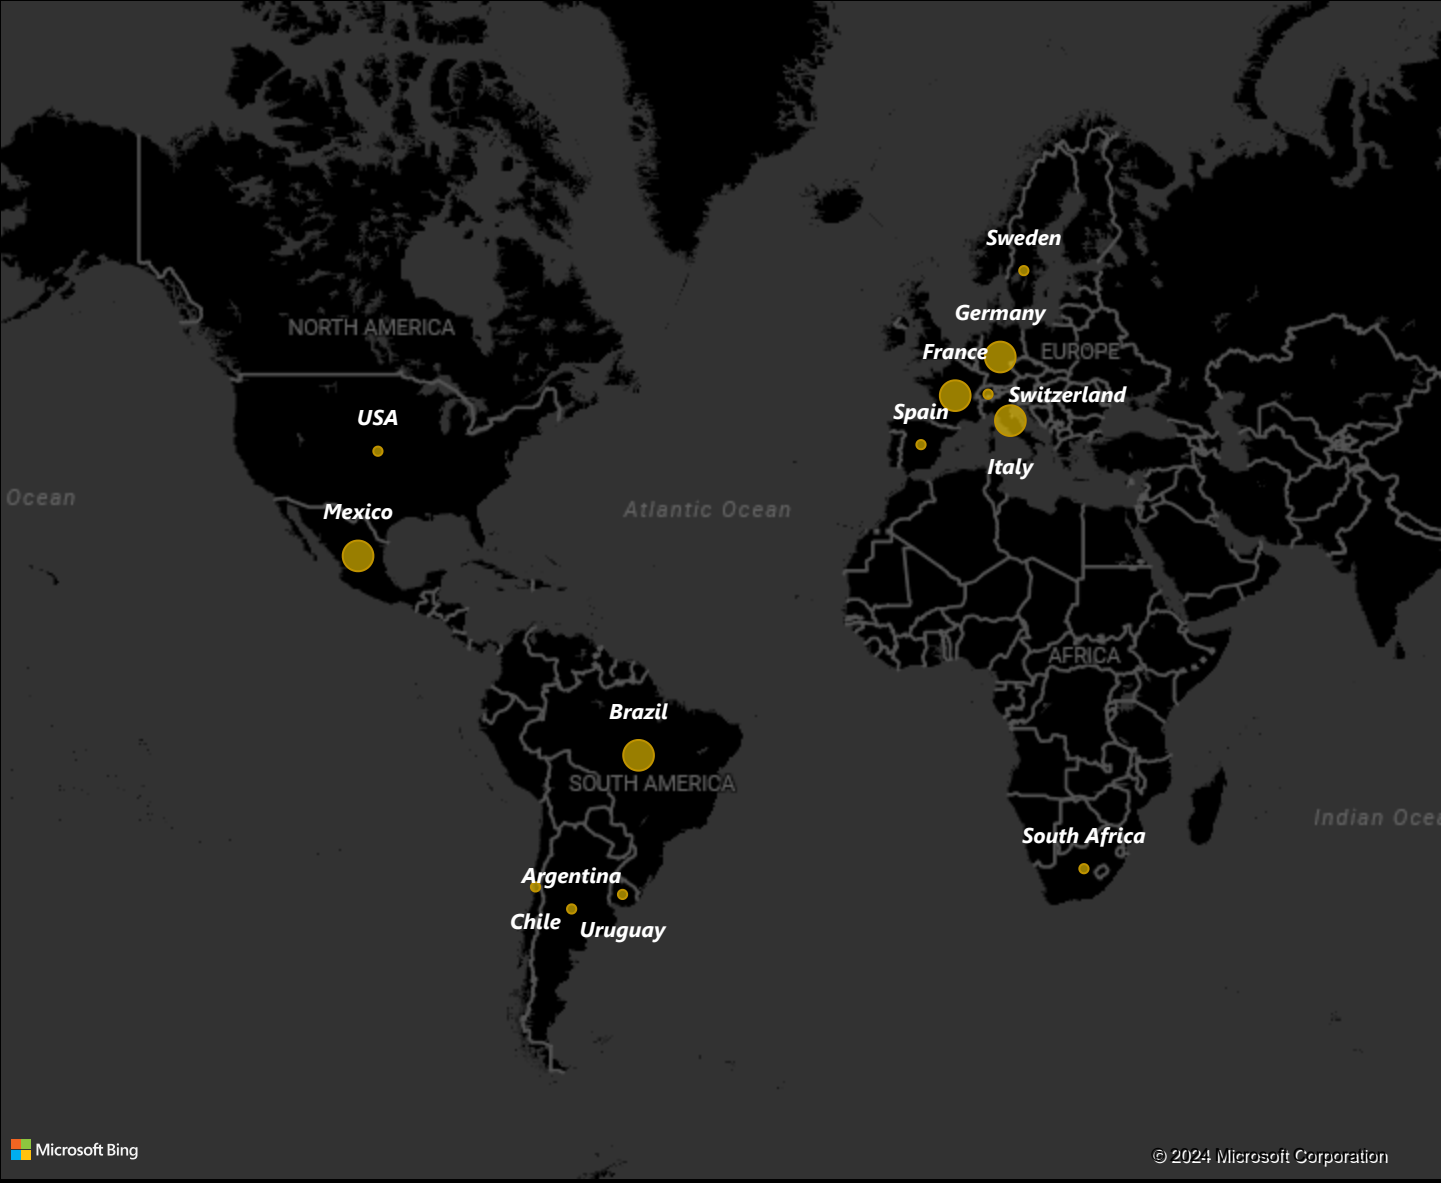 Sweden
Germany
NORTH AMERICA
France
EUROPE
Switzerland
Spain
USA
Italy
Ocean
Mexico
Atlantic Ocean
AFRICA
Brazil
SOUTH AMERICA
Indian Ocea
South Africa
Argentina
Chile
Uruguay
Microsoft Bing
© 2024 Microsoft Corporation